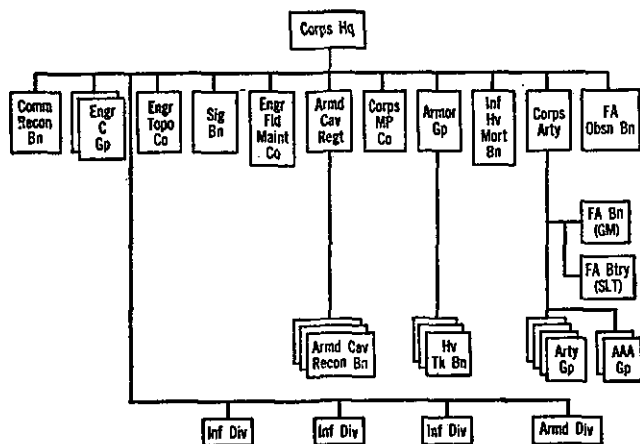 Corps Hq
Comm
Recon
Bn
Engr
C
Gp
Engr
Topo
Co
Sig
Bn
Engr
Fld
Maint
Co
Armd
Cav
Regt
Corps
MP
Co
Armor
Gp
Inf
Hv
Mort
Bn
Corps
Arty
FA
Obsn Bn
FA Bn
(GM)
FA Btry
(SLT)
Armd Cav
Recon Bn
Hv
Tk Bn
Arty
Gp
AAA
Gp
Inf Div
Inf Div
Inf Div
Armd Div